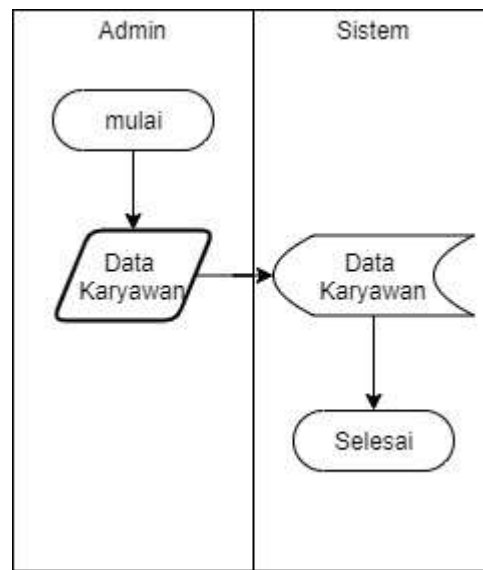 Admin
Sistem
mulai
Data
Karyawan
Data
Karyawan
Selesai